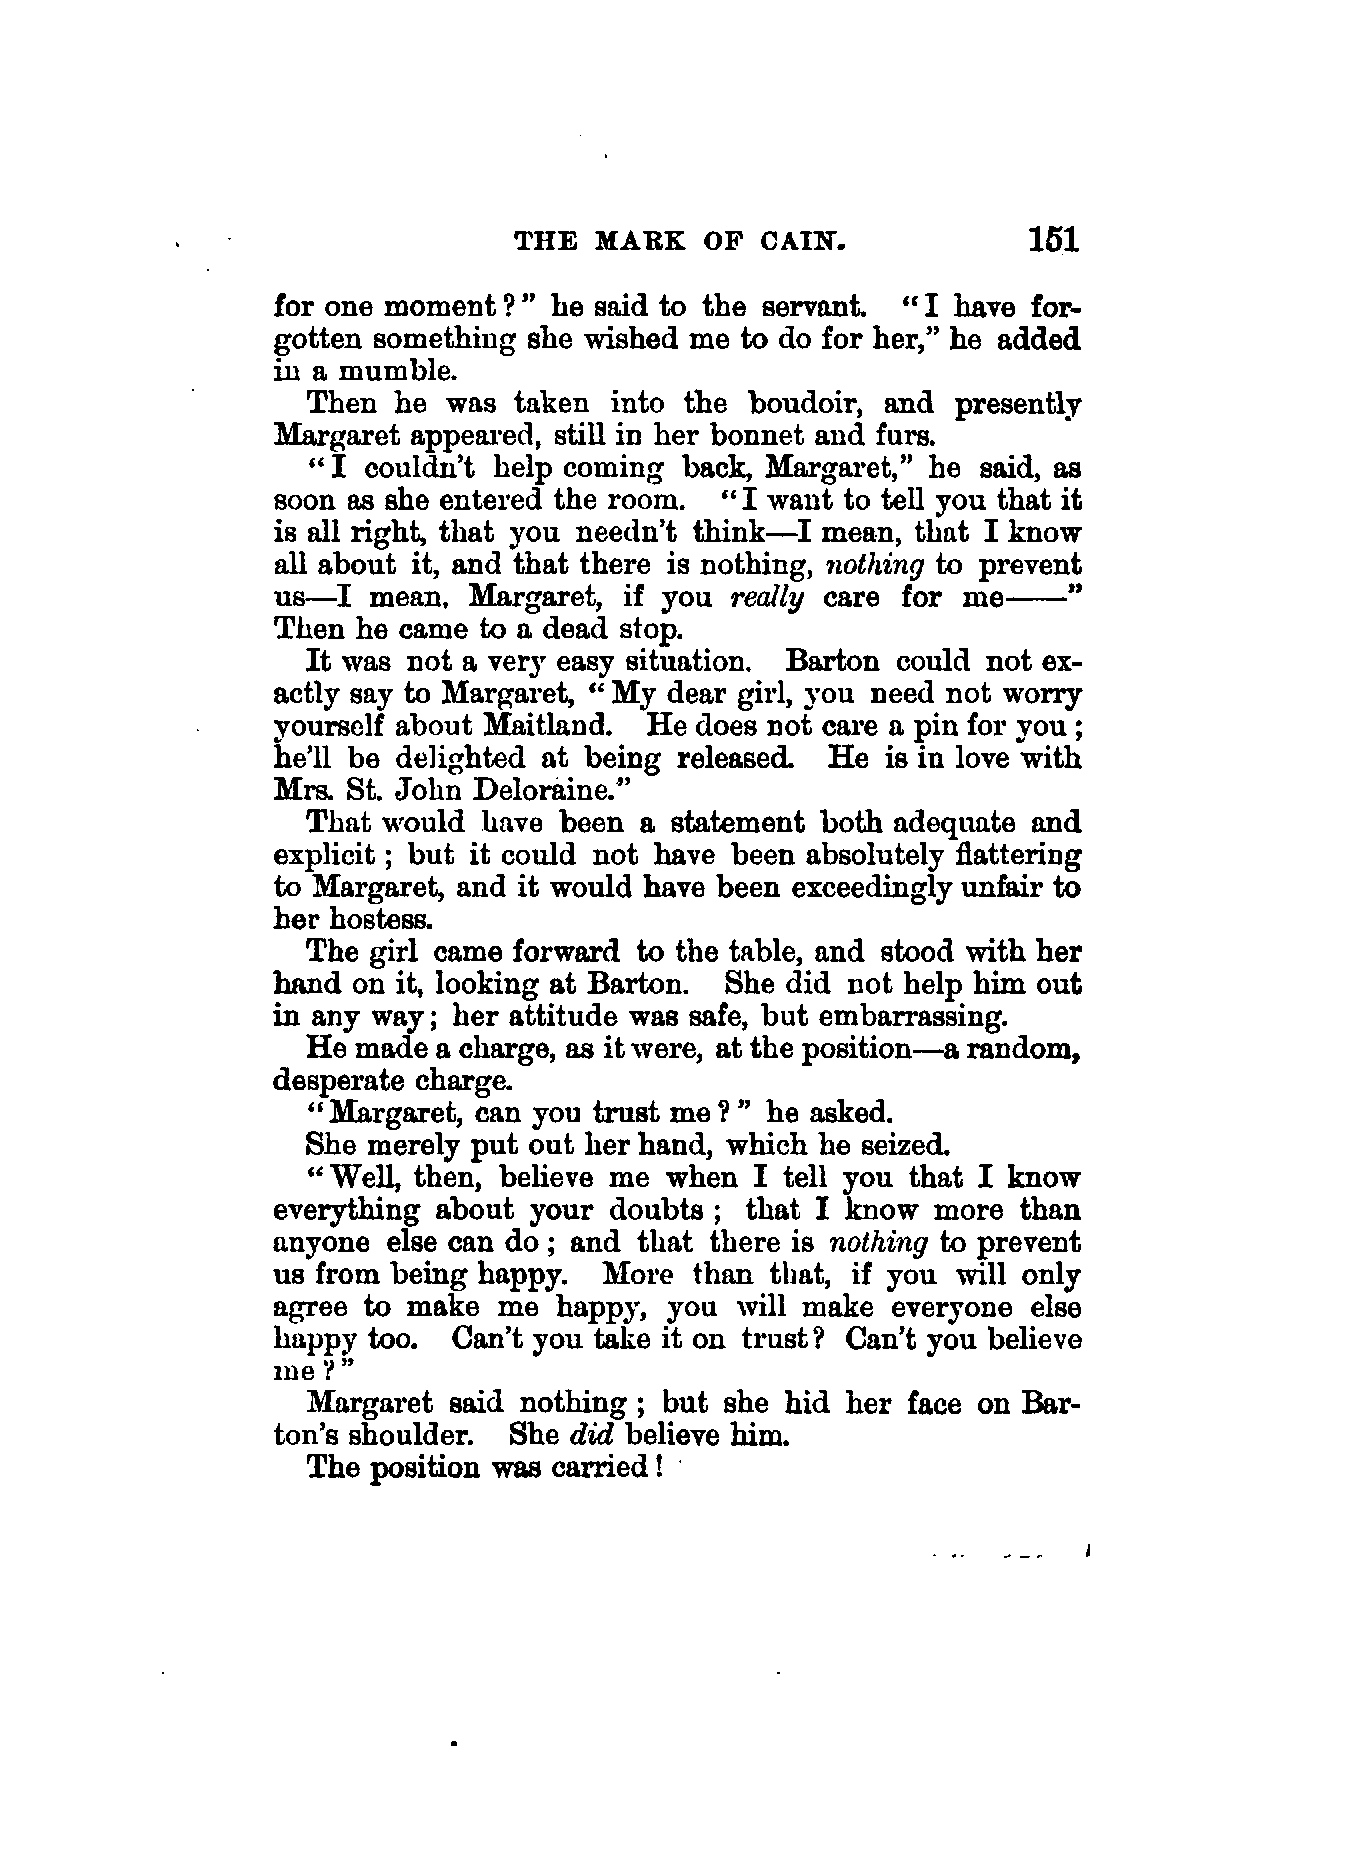 THE MARK OF CAIN. 151
for one moment?" he said to the servant. "I have for-
gotten something she wished me to do for her," he added
in a mumble.
Then he was taken into the boudoir, and presently
Margaret appeared, still in her bonnet and furs.
"I couldn't help coming back, Margaret," he said, as
soon as she entered the room. "I want to tell you that it
is all right, that you needn't think—I mean, that I know
all about it, and that there is nothing, nothing to prevent
us—I mean, Margaret, if you really care for me——"
Then he came to a dead stop.
It was not a very easy situation. Barton could not ex-
actly say to Margaret, "My dear girl, you need not worry
yourself about Maitland. He does not care a pin for you;
he'll be delighted at being released. He is in love with
Mrs. St. John Deloraine."
That would have been a statement both adequate and
explicit; but it could not have been absolutely flattering
to Margaret, and it would have been exceedingly unfair to
her hostess.
The girl came forward to the table, and stood with her
hand on it, looking at Barton. She did not help him out
in any way; her attitude was safe, but embarrassing.
He made a charge, as it were, at the position—a random,
desperate charge.
"Margaret, can you trust me?" he asked.
She merely put out her hand, which he seized.
"Well, then, believe me when I tell you that I know
everything about your doubts; that I know more than
anyone else can do; and that there is nothing to prevent
us from being happy. More than that, if you will only
agree to make me happy, you will make everyone else
happy too. Can't you take it on trust? Can't you believe
me?"
Margaret said nothing; but she hid her face on Bar-
ton's shoulder. She did believe him.
The position was carried!